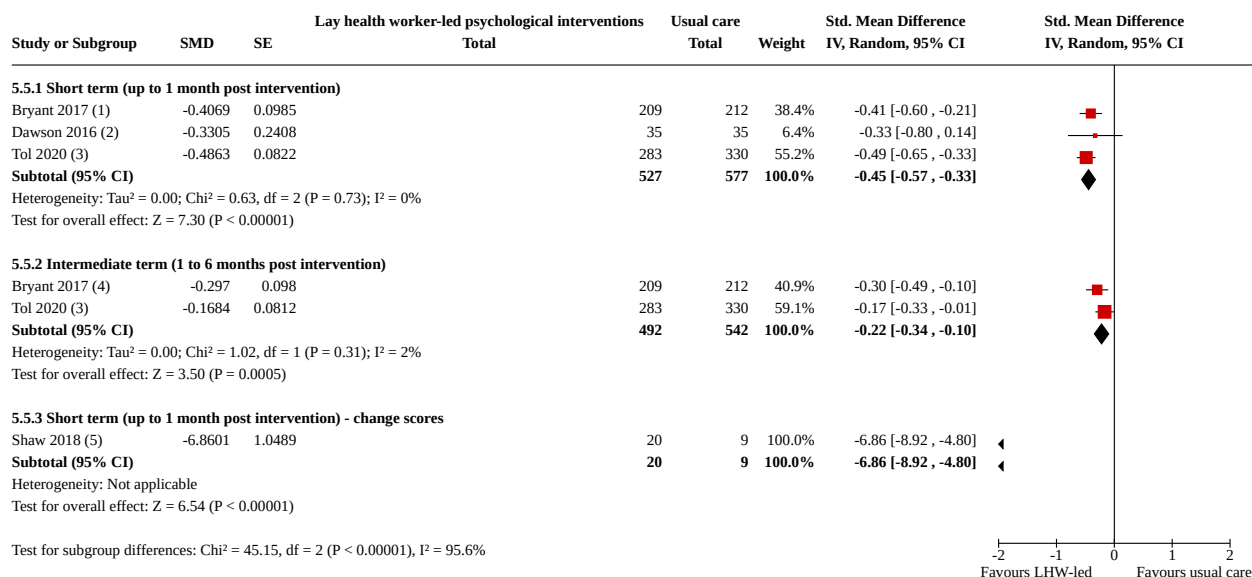 Lay health worker-led psychological interventions Usual care Std. Mean Difference Std. Mean Difference
Study or Subgroup SMD SE Total Total Weight IV, Random, 95% CI IV, Random, 95% CI
5.5.1 Short term (up to 1 month post intervention)
Bryant 2017 (1) -0.4069 0.0985 209 212 38.4% -0.41 [-0.60 , -0.21]
Dawson 2016 (2) -0.3305 0.2408 35 35 6.4% -0.33 [-0.80 , 0.14]
Tol 2020 (3) -0.4863 0.0822 283 330 55.2% -0.49 [-0.65 , -0.33]
Subtotal (95% CI) 527 577 100.0% -0.45 [-0.57 , -0.33]
Heterogeneity: Tau² = 0.00; Chi² = 0.63, df = 2 (P = 0.73); I² = 0%
Test for overall effect: Z = 7.30 (P < 0.00001)
5.5.2 Intermediate term (1 to 6 months post intervention)
Bryant 2017 (4) -0.297 0.098 209 212 40.9% -0.30 [-0.49 , -0.10]
Tol 2020 (3) -0.1684 0.0812 283 330 59.1% -0.17 [-0.33 , -0.01]
Subtotal (95% CI) 492 542 100.0% -0.22 [-0.34 , -0.10]
Heterogeneity: Tau² = 0.00; Chi² = 1.02, df = 1 (P = 0.31); I² = 2%
Test for overall effect: Z = 3.50 (P = 0.0005)
5.5.3 Short term (up to 1 month post intervention) - change scores
Shaw 2018 (5) -6.8601 1.0489 20 9 100.0% -6.86 [-8.92 , -4.80]
Subtotal (95% CI) 20 9 100.0% -6.86 [-8.92 , -4.80]
Heterogeneity: Not applicable
Test for overall effect: Z = 6.54 (P < 0.00001)
Test for subgroup differences: Chi² = 45.15, df = 2 (P < 0.00001), I² = 95.6%
-2 -1 0 1 2
Favours LHW-led Favours usual care